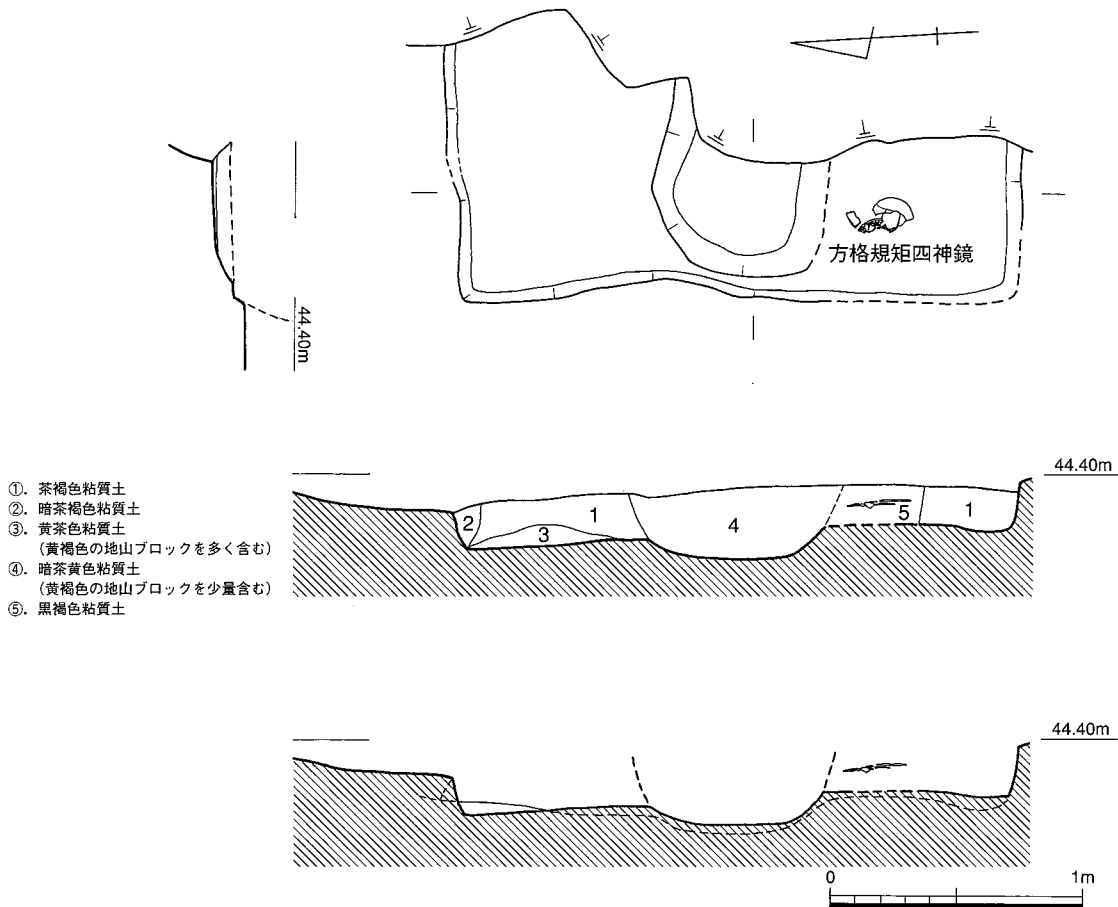 方格規矩四神鏡
44.40m
44.40m
①. 茶褐色粘質土
②. 暗茶褐色粘質土
③. 黄茶色粘質土
(黄褐色の地山ブロックを多く含む)
④. 暗茶黄色粘質土
(黄褐色の地山ブロックを少量含む)
⑤. 黒褐色粘質土
2
1
3
4
5
1
44.40m
0
1m